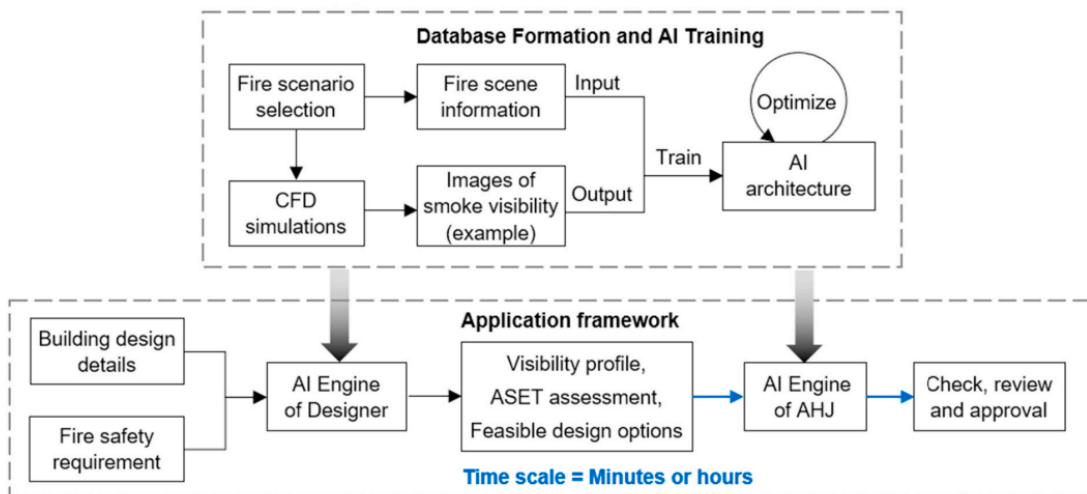 Database Formation and AI Training
Fire scenario
selection
Fire scene
information
Input
Optimize
CFD
simulations
Images of
smoke visibility
(example)
Output
Train
AI
architecture
Application framework
Building design
details
Fire safety
requirement
AI Engine
of Designer
Visibility profile,
ASET assessment,
Feasible design options
AI Engine
of AHJ
Check, review
and approval
Time scale = Minutes or hours